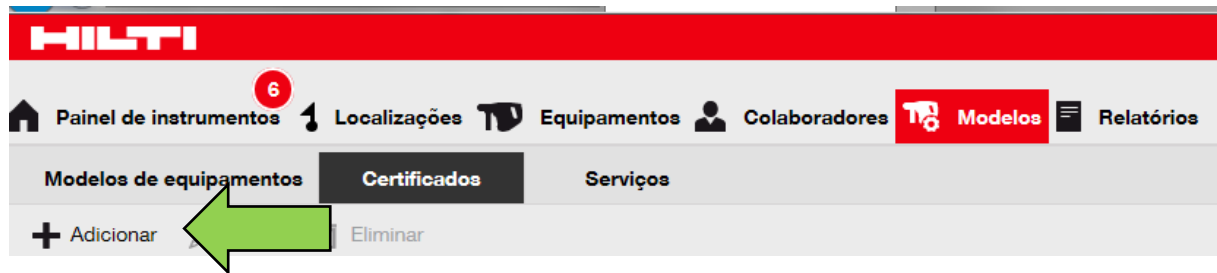 HILTI
6
Painel de instrumentos Localizações Equipamentos Colaboradores Modelos Relatórios
Modelos de equipamentos Certificados Serviços
Adicionar Eliminar